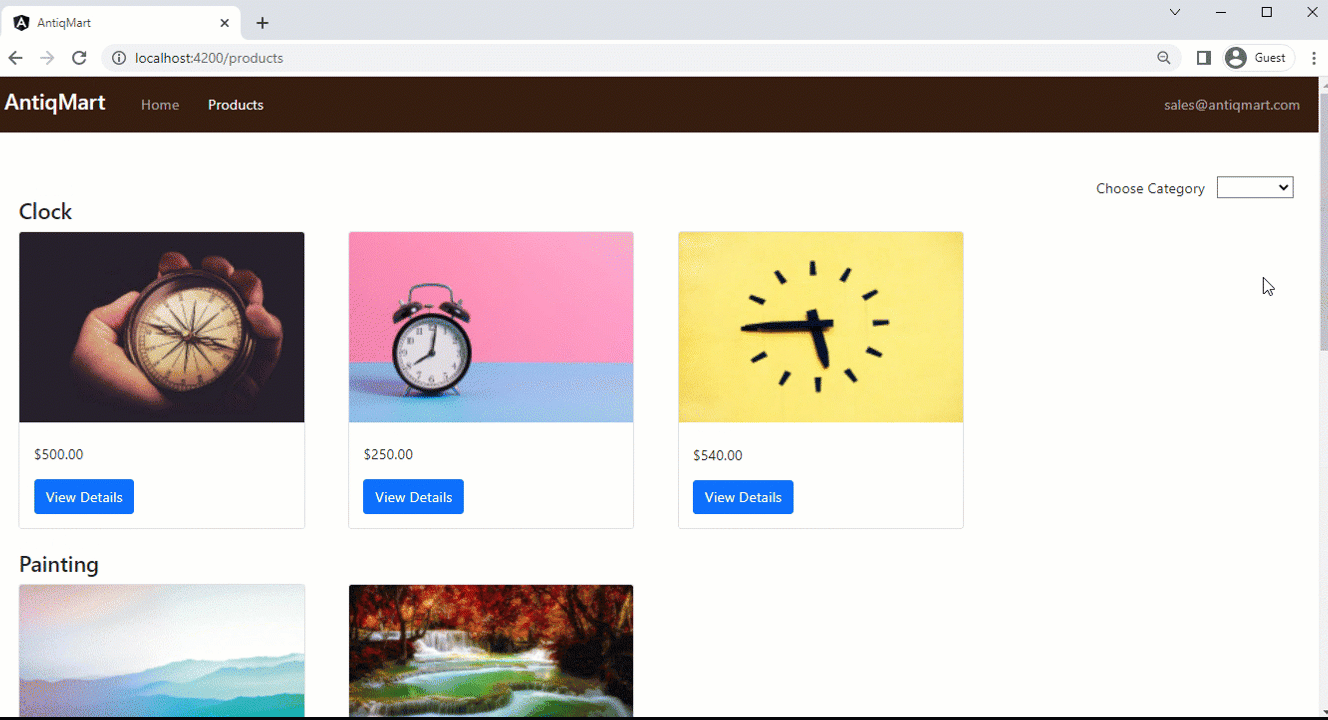 AntiqMart
localhost:4200/products
Guest
AntiqMart Home Products sales@antiqmart.com
Choose Category
Clock
$500.00 $250.00 $540.00
View Details View Details View Details
Painting